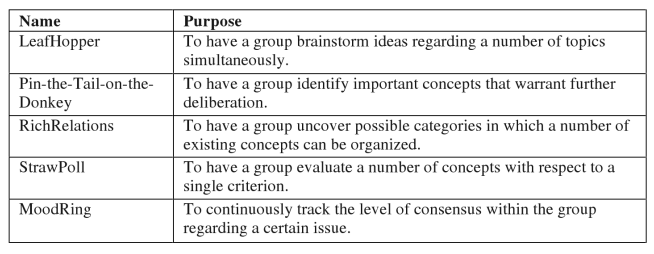 Name Purpose
LeafHopper To have a group brainstorm ideas regarding a number of topics
simultaneously.
Pin-the-Tail-on-the- To have a group identify important concepts that warrant further
Donkey deliberation.
RichRelations To have a group uncover possible categories in which a number of
existing concepts can be organized.
StrawPoll To have a group evaluate a number of concepts with respect to a
single criterion.
MoodRing To continuously track the level of consensus within the group
regarding a certain issue.